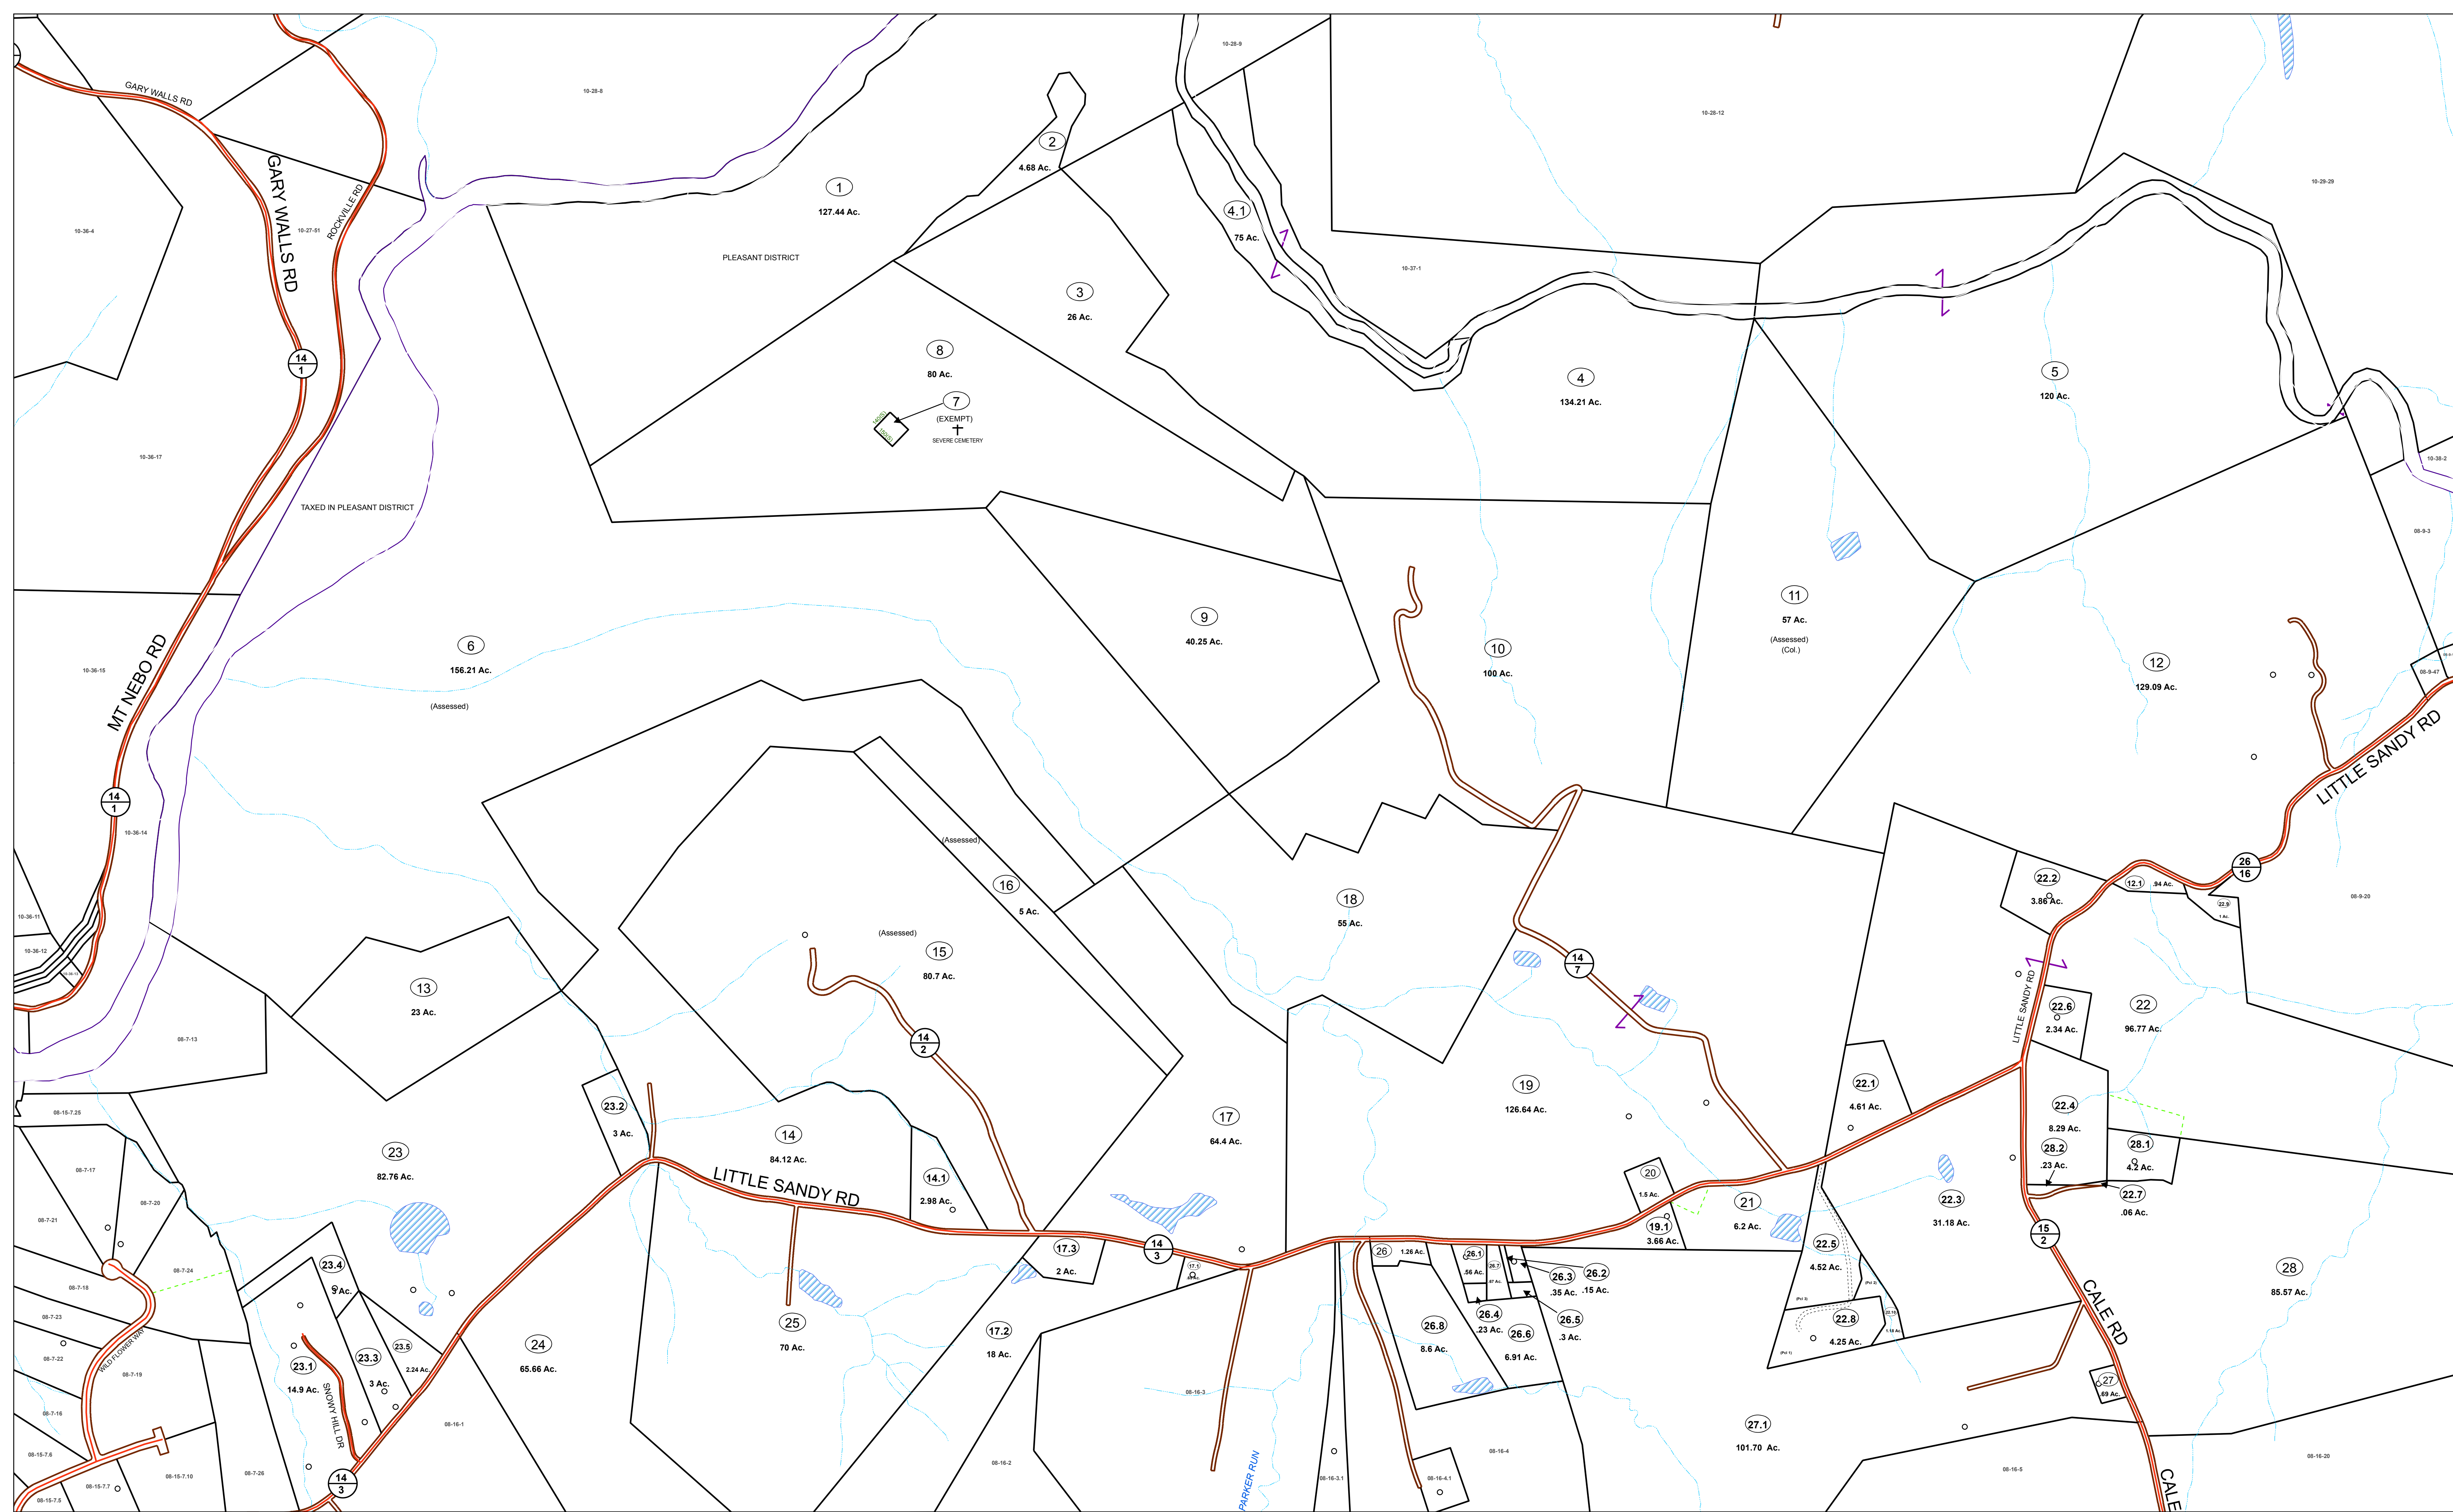 GARY WALLS RD
10-28-9
10-28-8
10-28-12
2
4.68 Ac.
GARY WALLS RD
ROCKVILLE RD
10-36-4
10-27-51
1
127.44 Ac.
4.1
75 Ac.
10-29-29
PLEASANT DISTRICT
10-37-1
3
26 Ac.
14
1
8
80 Ac.
4
134.21 Ac.
5
120 Ac.
7
(EXEMPT)
SEVERE CEMETERY
10-36-17
10-38-2
TAXED IN PLEASANT DISTRICT
08-9-3
9
40.25 Ac.
11
57 Ac.
(Assessed)
(Col.)
6
156.21 Ac.
(Assessed)
10
100 Ac.
12
129.09 Ac.
08-9-47
10-36-15
MT NEBO RD
LITTLE SANDY RD
14
1
10-36-14
(Assessed)
16
5 Ac.
26
16
22.2
3.86 Ac.
12.1
.94 Ac.
22.9
1 Ac.
08-9-20
18
55 Ac.
10-36-11
10-36-12
(Assessed)
15
80.7 Ac.
14
7
13
23 Ac.
LITTLE SANDY RD
22.6
2.34 Ac.
22
96.77 Ac.
08-7-13
14
2
22.1
4.61 Ac.
19
126.64 Ac.
08-15-7.25
23.2
3 Ac.
17
64.4 Ac.
22.4
8.29 Ac.
23
82.76 Ac.
14
84.12 Ac.
28.2
.23 Ac.
28.1
4.2 Ac.
08-7-17
LITTLE SANDY RD
14.1
2.98 Ac.
20
1.5 Ac.
22.7
.06 Ac.
08-7-20
08-7-21
19.1
3.66 Ac.
21
6.2 Ac.
22.3
31.18 Ac.
15
2
17.3
2 Ac.
14
3
17.1
26
1.26 Ac.
26.1
.56 Ac.
26.7
.67 Ac.
26.3
.35 Ac.
26.2
.15 Ac.
22.5
4.52 Ac.
(Pcl 2)
28
85.57 Ac.
08-7-24
08-7-18
23.4
5 Ac.
(Pcl 3)
08-7-23
26.4
.23 Ac.
26.5
.3 Ac.
22.8
4.25 Ac.
CALE RD
25
70 Ac.
17.2
18 Ac.
26.8
8.6 Ac.
26.6
6.91 Ac.
(Pcl 1)
WILD FLOWER WAY
08-7-22
08-7-19
24
65.66 Ac.
23.5
2.24 Ac.
23.3
3 Ac.
23.1
14.9 Ac.
SNOWY HILL DR
27
.69 Ac.
08-16-3
08-7-16
08-16-1
27.1
101.70 Ac.
08-15-7.6
08-16-2
PARKER RUN
08-16-4
08-16-20
08-16-5
08-15-7.10
08-7-26
14
3
08-16-3.1
08-16-4.1
08-15-7.7
08-15-7.5
CALE